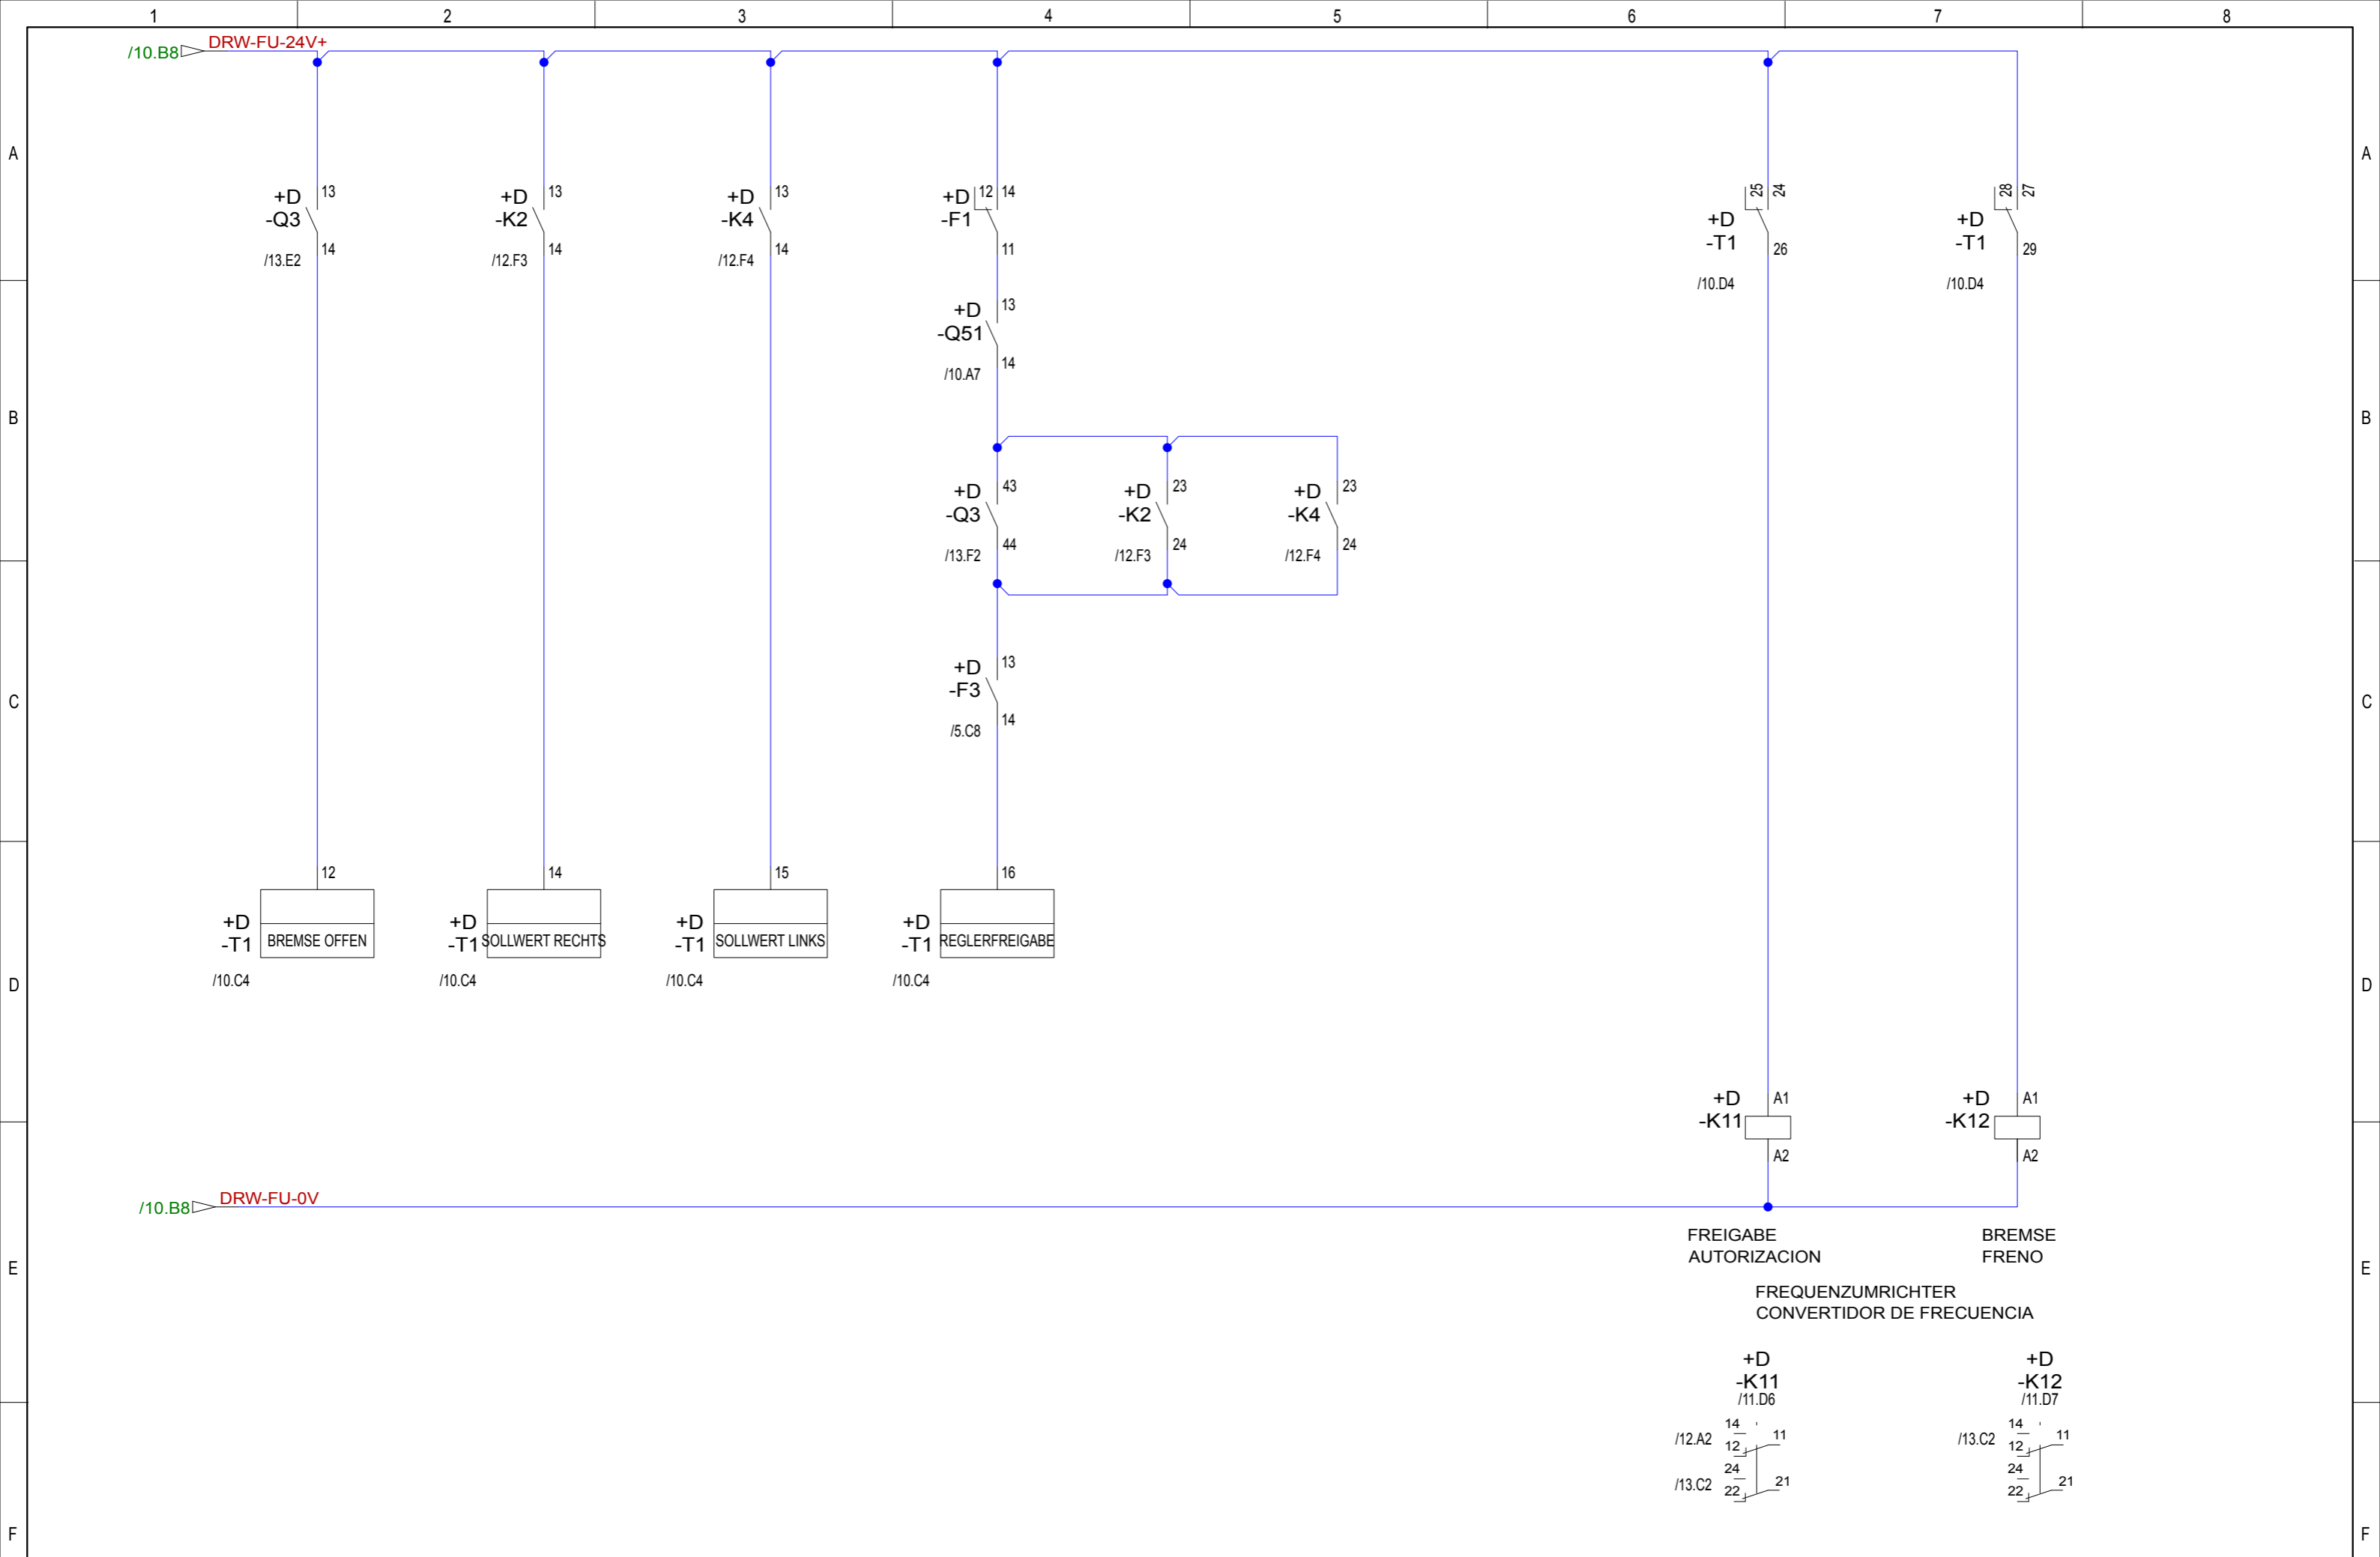 1 2 3 4 5 6 7 8
/10.B8 DRW-FU-24V+
A A
+D 13
-Q3
/13.E2 14
+D 13
-K2
/12.F3 14
+D 13
-K4
/12.F4 14
+D 12 14
-F1
11
25 24
+D
-T1
26
/10.D4
28 27
+D
-T1
29
/10.D4
+D 13
-Q51
14
/10.A7
B B
+D 43
-Q3
44
/13.F2
+D 23
-K2
24
/12.F3
+D 23
-K4
24
/12.F4
+D 13
-F3
14
/5.C8
C C
12
+D
-T1 BREMSE OFFEN
/10.C4
14
+D
-T1 SOLLWERT RECHTS
/10.C4
15
+D
-T1 SOLLWERT LINKS
/10.C4
16
+D
-T1 REGLERFREIGABE
/10.C4
D D
+D A1
-K11
A2
+D A1
-K12
A2
/10.B8 DRW-FU-0V
FREIGABE
AUTORIZACION
BREMSE
FRENO
E E
FREQUENZUMRICHTER
CONVERTIDOR DE FRECUENCIA
+D
-K11
/11.D6
14
/12.A2 12 11
24
/13.C2 22 21
+D
-K12
/11.D7
14
/13.C2 12 11
24
22 21
F F